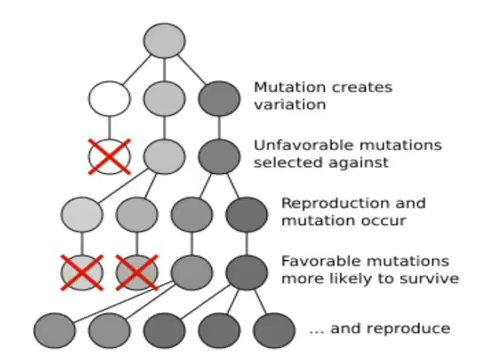 Mutation creates
variation
Unfavorable mutations
selected against
Reproduction and
mutation occur
Favorable mutations
more likely to survive
... and reproduce